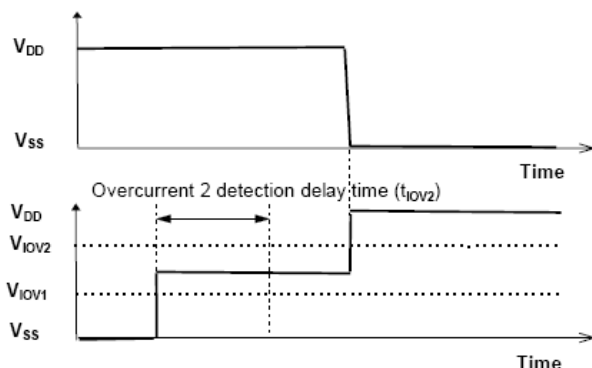 VDD
VSS
Time
Overcurrent 2 detection delay time (tIOV2)
VDD
VIOV2
VIOV1
VSS
Time